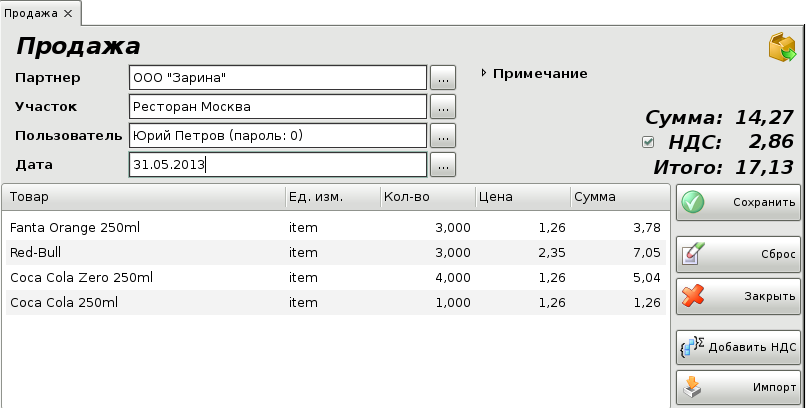 Продажа
Продажа
Партнер ООО "Зарина" ...
Примечание
Участок Ресторан Москва ...
Сумма: 14,27
Пользователь Юрий Петров (пароль: 0) ...
НДС: 2,86
Дата 31.05.2013 ...
Итого: 17,13
Товар Ед. изм. Кол-во Цена Сумма
Fanta Orange 250ml item 3,000 1,26 3,78
Red-Bull item 3,000 2,35 7,05
Coca Cola Zero 250ml item 4,000 1,26 5,04
Coca Cola 250ml item 1,000 1,26 1,26
Сохранить
Сброс
Закрыть
{}Σ Добавить НДС
Импорт